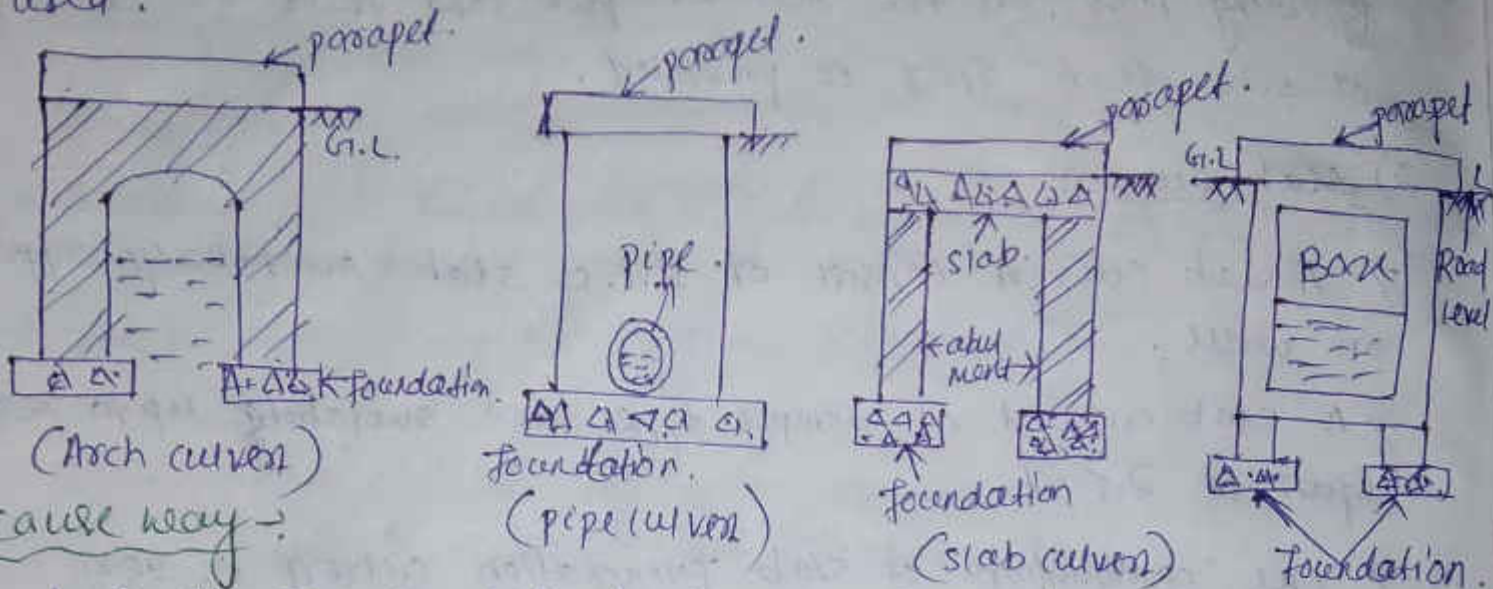 used.
parapet.
parapet.
parapet.
parapet
G.L.
G.L
pipe.
slab.
Box
Road
Level
abut
ment
foundation.
(Arch culvert)
foundation.
(pipe culvert)
foundation
(slab culvert)
foundation.
cause way →